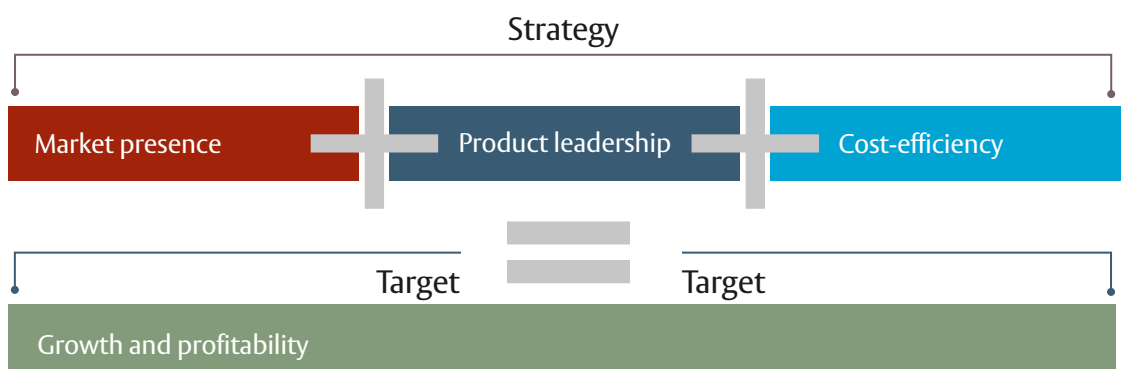 Strategy
Market presence
Product leadership
Cost-efficiency
Target
Target
Growth and profitability